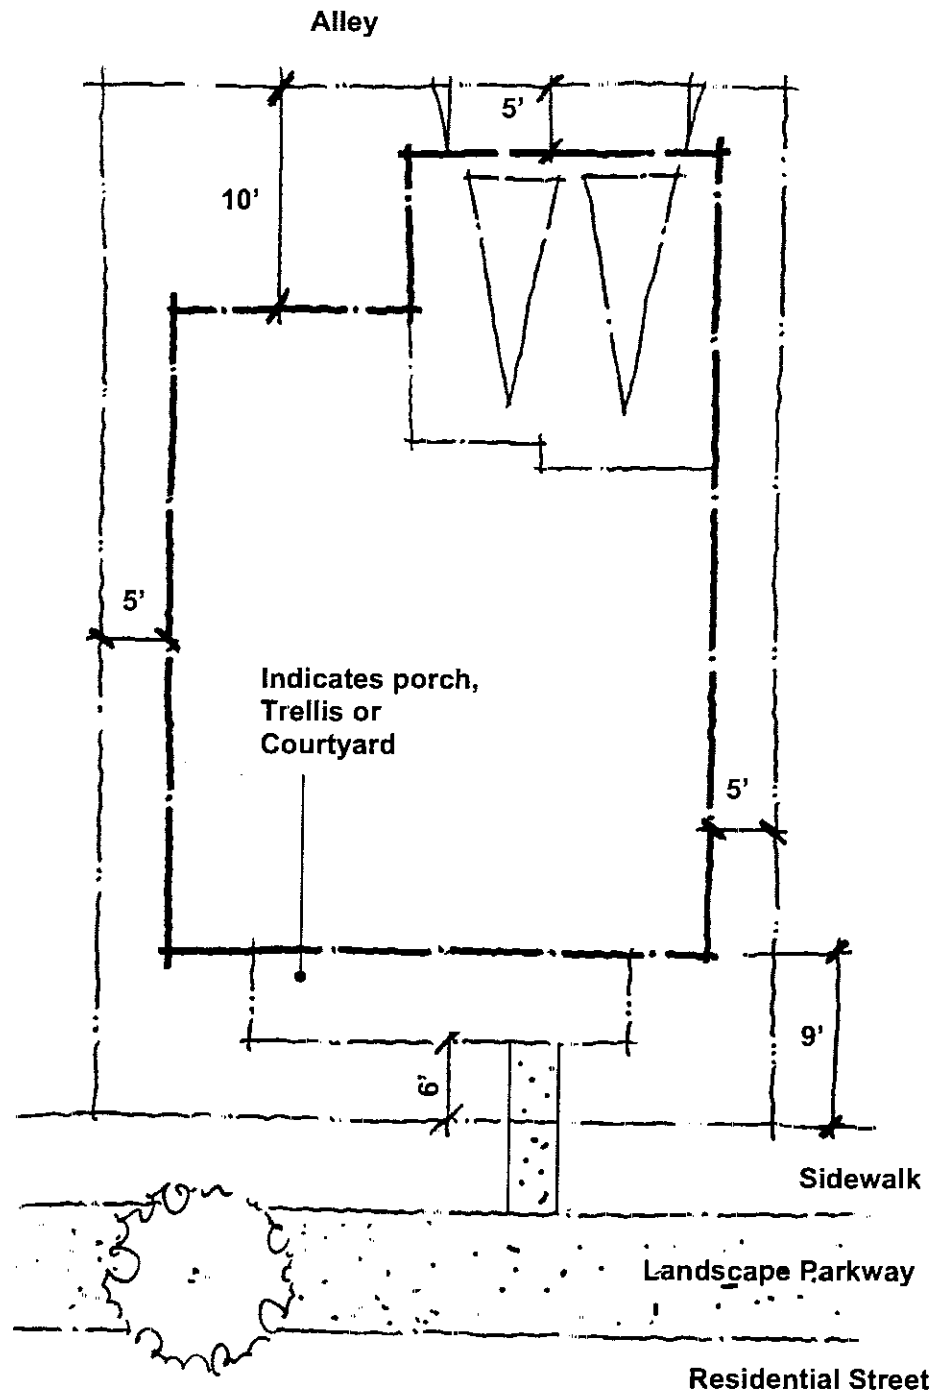 Alley
5'
10'
5'
Indicates porch,
Trellis or
Courtyard
5'
9'
6'
Sidewalk
Landscape Parkway
Residential Street